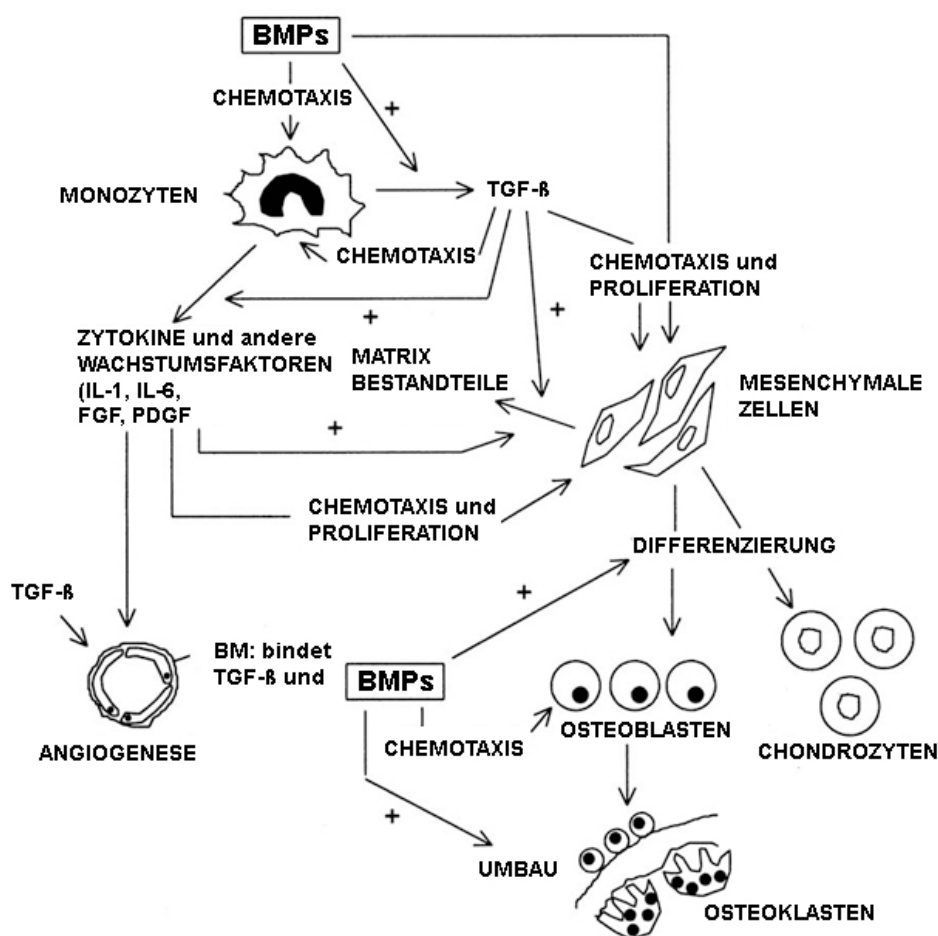 BMPs
CHEMOTAXIS
+
MONOZYTEN
TGF-ß
CHEMOTAXIS
CHEMOTAXIS und
PROLIFERATION
+
+
ZYTOKINE und andere
WACHSTUMSFAKTOREN
(IL-1, IL-6,
FGF, PDGF
MATRIX
BESTANDTEILE
MESENCHYMALE
ZELLEN
+
CHEMOTAXIS und
PROLIFERATION
DIFFERENZIERUNG
+
TGF-ß
BM: bindet
TGF-ß und
BMPs
ANGIOGENESE
CHEMOTAXIS
OSTEOBLASTEN
CHONDROZYTEN
+
UMBAU
OSTEOKLASTEN